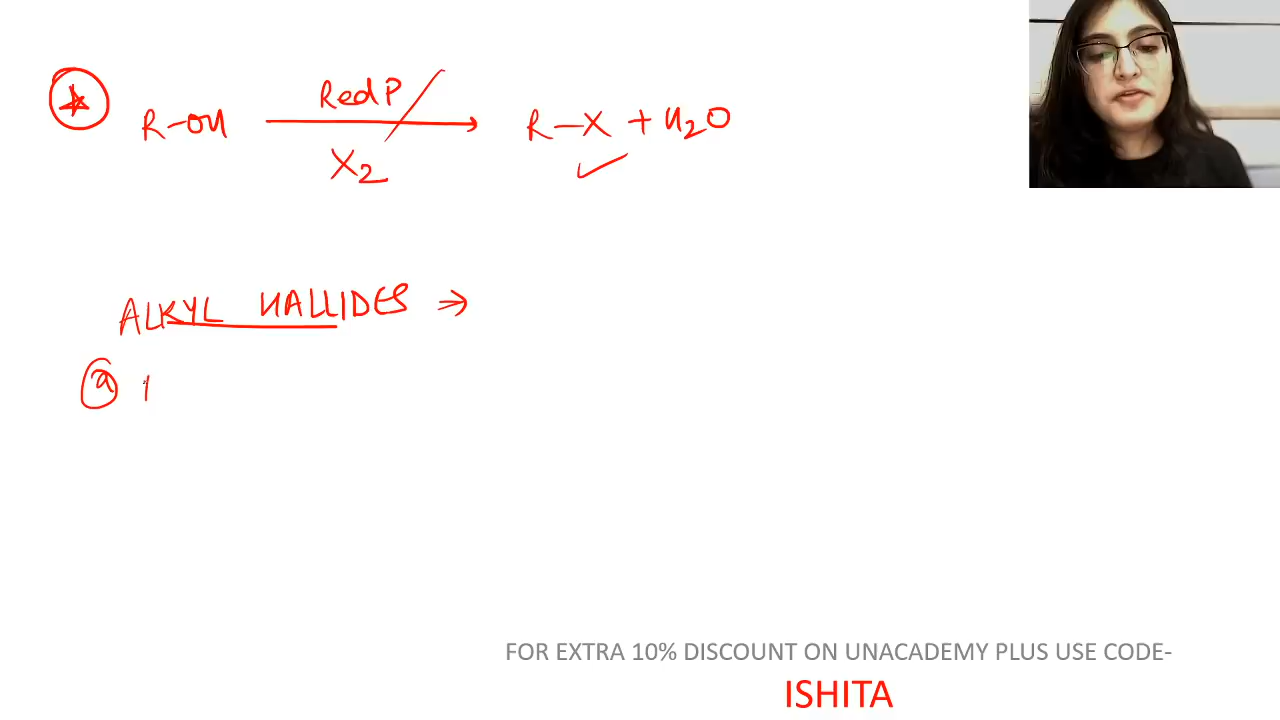 Red P
R-OH → R-X + H2O
X2
ALKYL HALLIDES →
(a)
FOR EXTRA 10% DISCOUNT ON UNACADEMY PLUS USE CODE-
ISHITA